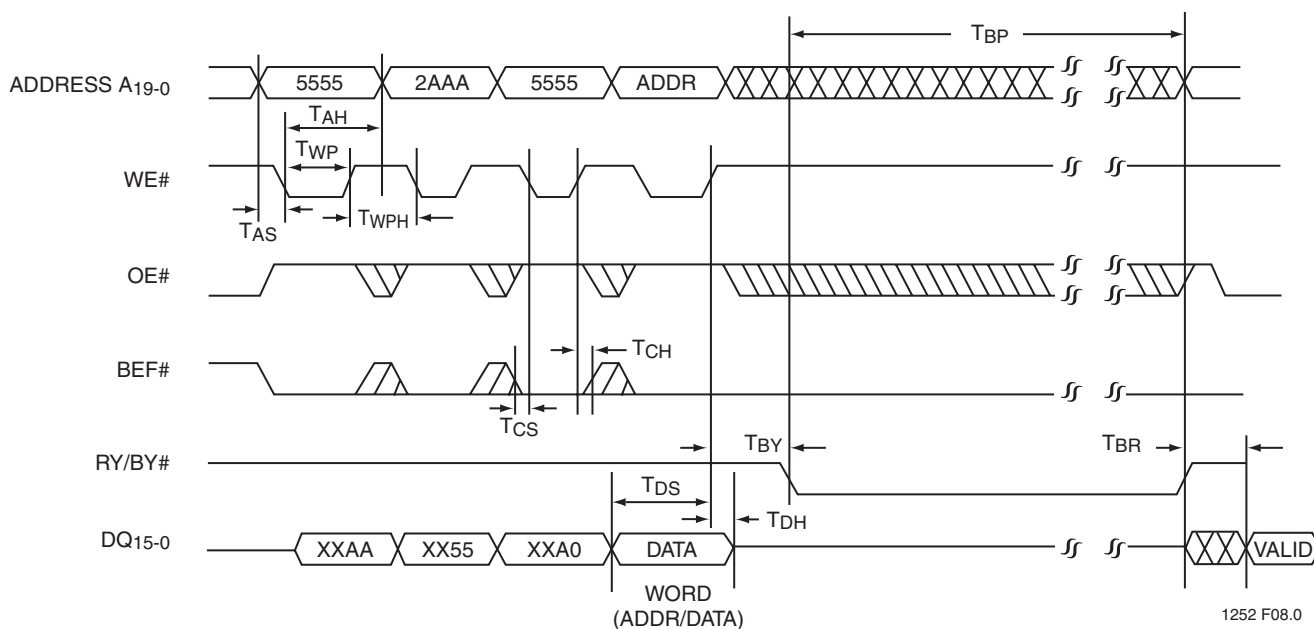 TBP
ADDRESS A19-0
5555
2AAA
5555
ADDR
TAH
TWP
WE#
TAS
TWPH
OE#
BEF#
TCH
TCS
RY/BY#
TBY
TBR
TDS
TDH
DQ15-0
XXAA
XX55
XXA0
DATA
VALID
WORD
(ADDR/DATA)
1252 F08.0